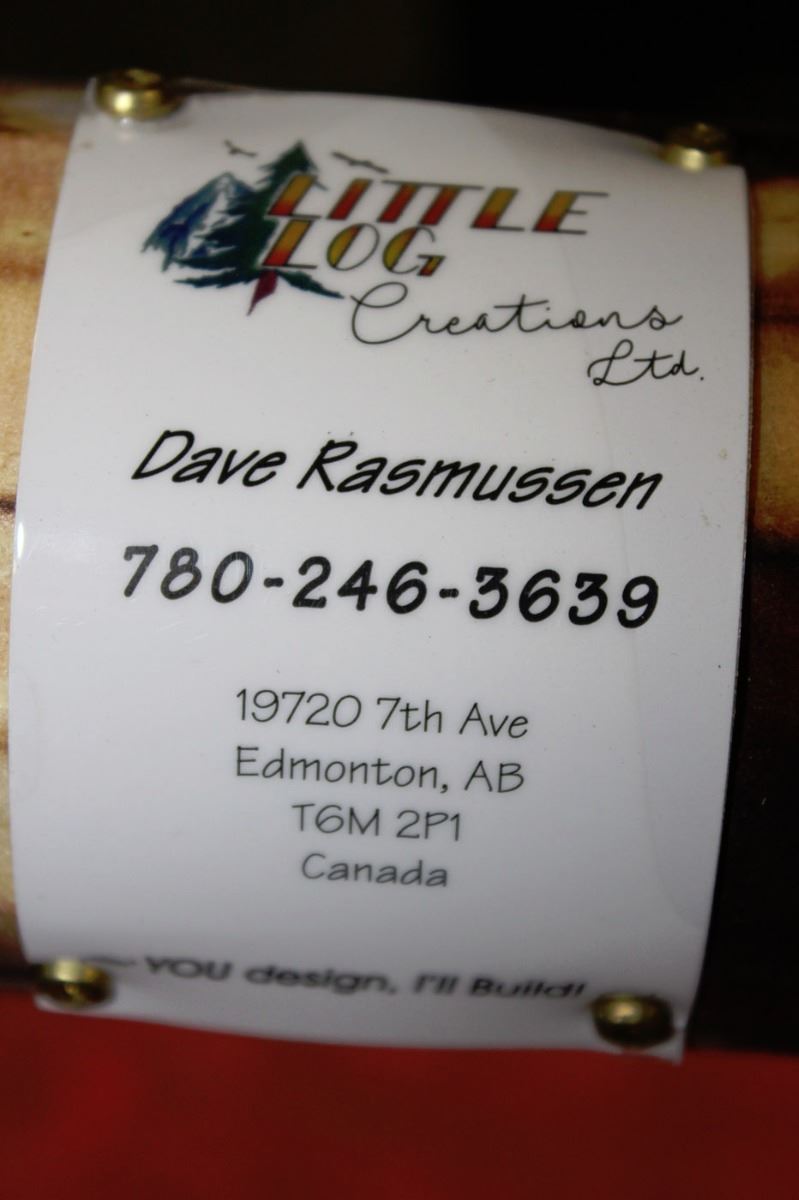 LITTLE
LOG
Creations
Ltd.
Dave Rasmussen
780-246-3639
19720 7th Ave
Edmonton, AB
T6M 2P1
Canada
YOU design, I'll Build!